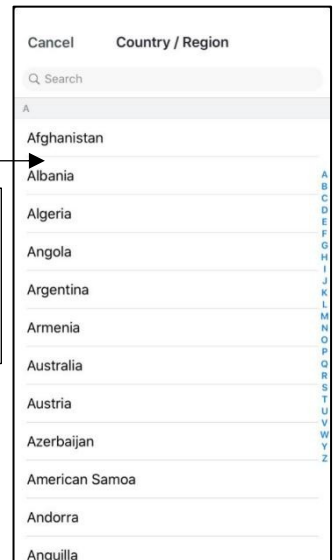 Cancel Country / Region
Search
A
Afghanistan
Albania
Algeria
Angola
Argentina
Armenia
Australia
Austria
Azerbaijan
American Samoa
Andorra
Anguilla
A
B
C
D
E
F
G
H
I
J
K
L
M
N
O
P
Q
R
S
T
U
V
W
Y
Z